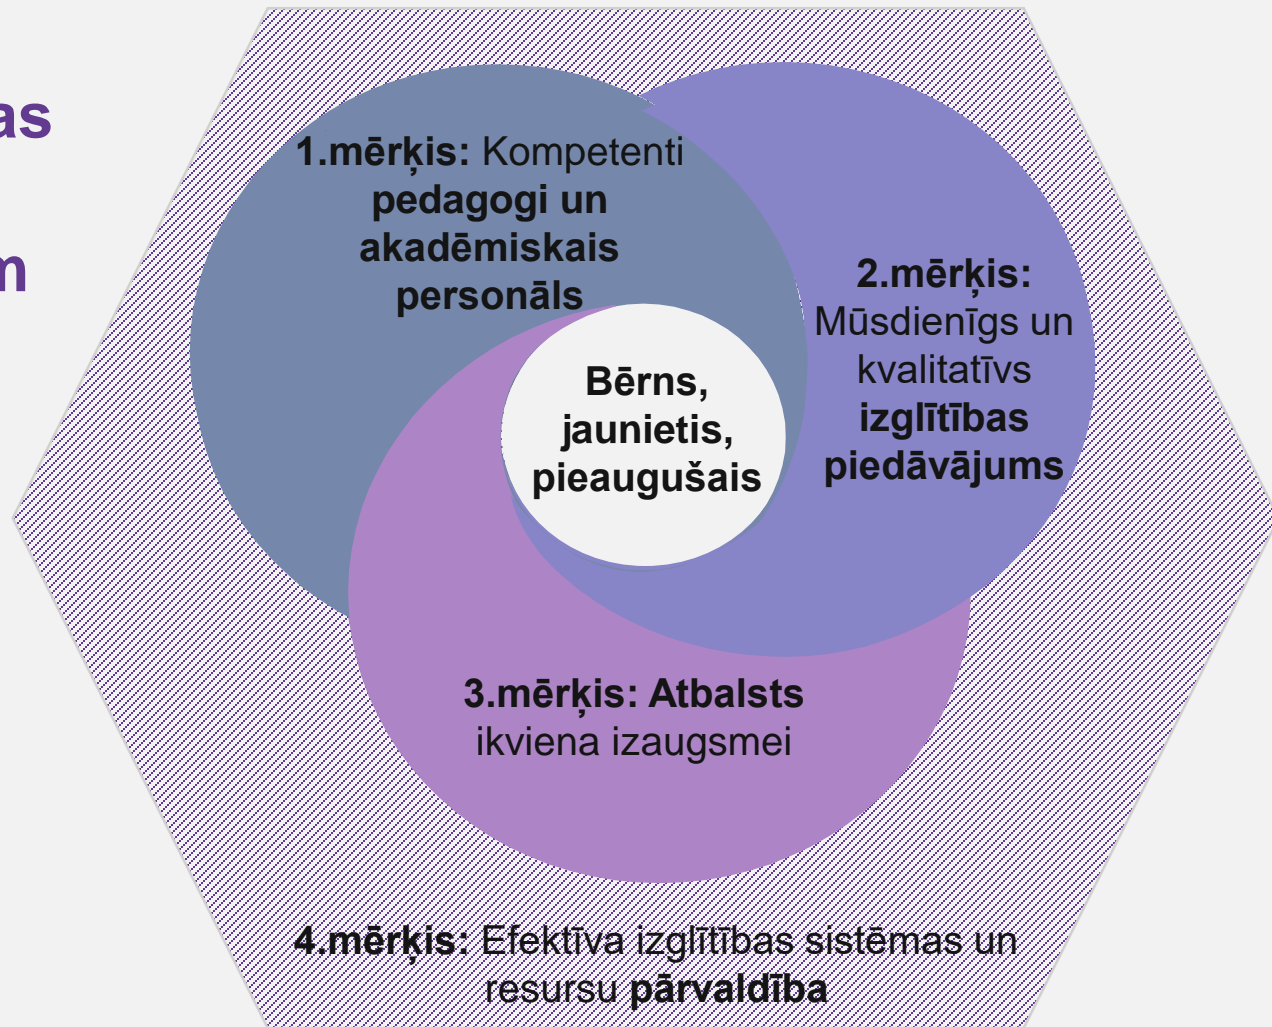 as
m
1.mērķis: Kompetenti
pedagogi un
akadēmiskais
personāls
2.mērķis:
Mūsdienīgs un
kvalitatīvs
izglītības
piedāvājums
Bērns,
jaunietis,
pieaugušais
3.mērķis: Atbalsts
ikviena izaugsmei
4.mērķis: Efektīva izglītības sistēmas un
resursu pārvaldība